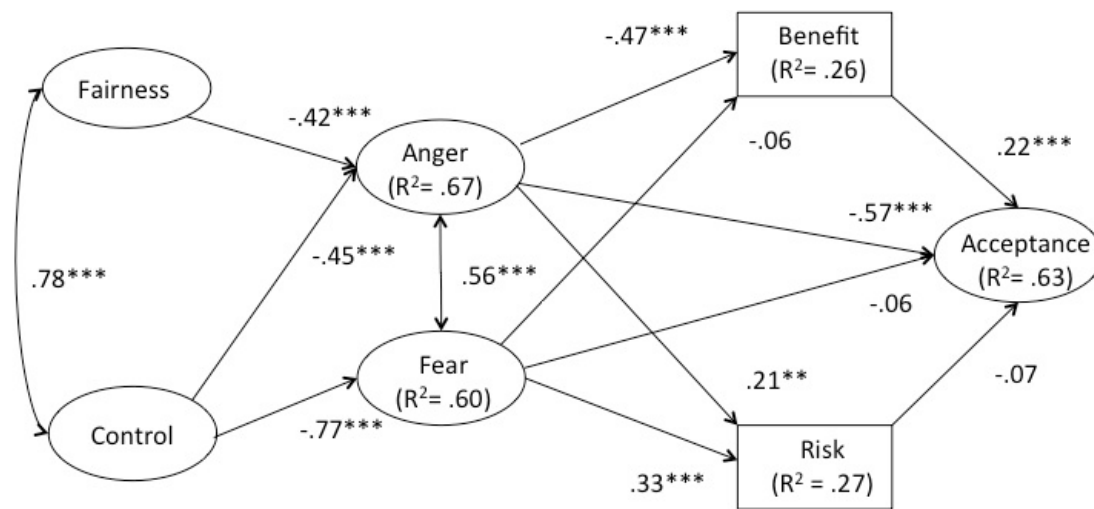 Fairness
Control
.78***
-.42***
-.45***
-.77***
Anger
(R²= .67)
.56***
Fear
(R²= .60)
-.47***
-.06
-.57***
-.06
.21**
.33***
Benefit
(R²= .26)
Risk
(R² = .27)
.22***
-.07
Acceptance
(R²= .63)